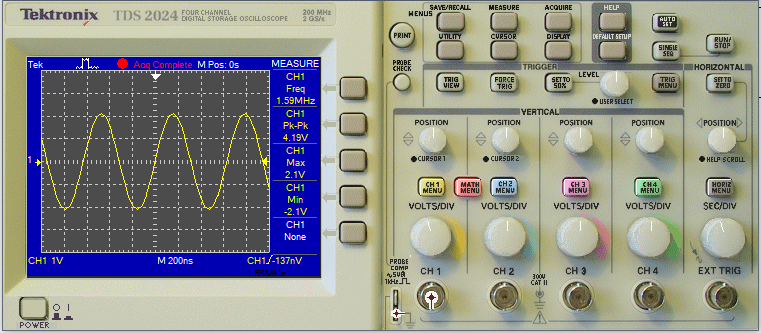 Tektronix TDS 2024 FOUR CHANNEL DIGITAL STORAGE OSCILLOSCOPE 200 MHz 2 GS/s
Tek Acq Complete M Pos: 0s MEASURE
CH1
Freq
1.59MHz
CH1
Pk-Pk
4.19V
CH1
Max
2.1V
CH1
Min
-2.1V
CH1
None
1
CH1 1V M 200ns CH1/-137mV
POWER
MENUS
SAVE/RECALL MEASURE ACQUIRE HELP AUTO SET
PRINT
UTILITY CURSOR DISPLAY DEFAULT SETUP SINGLE SEQ RUN/STOP
PROBE CHECK
TRIGGER HORIZONTAL
TRIG VIEW FORCE TRIG SET TO 50% LEVEL TRIG MENU SET TO ZERO
USER SELECT
VERTICAL
POSITION POSITION POSITION POSITION POSITION
CURSOR 1 CURSOR 2 HELP SCROLL
CH 1 MENU MATH MENU CH 2 MENU CH 3 MENU CH 4 MENU HORIZ MENU
VOLTS/DIV VOLTS/DIV VOLTS/DIV VOLTS/DIV SEC/DIV
PROBE COMP
~5V
1kHz
CH 1 CH 2 300V CAT II CH 3 CH 4 EXT TRIG